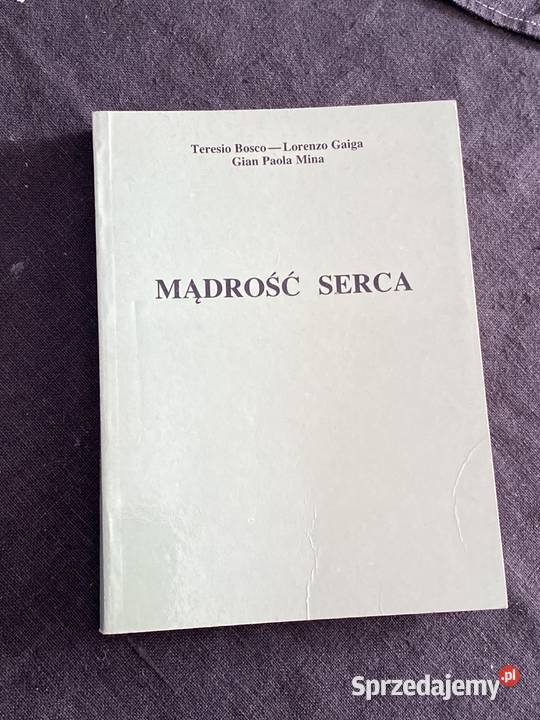 Teresio Bosco—Lorenzo Gaiga
Gian Paola Mina
MĄDROŚĆ SERCA
Sprzedajemy.pl